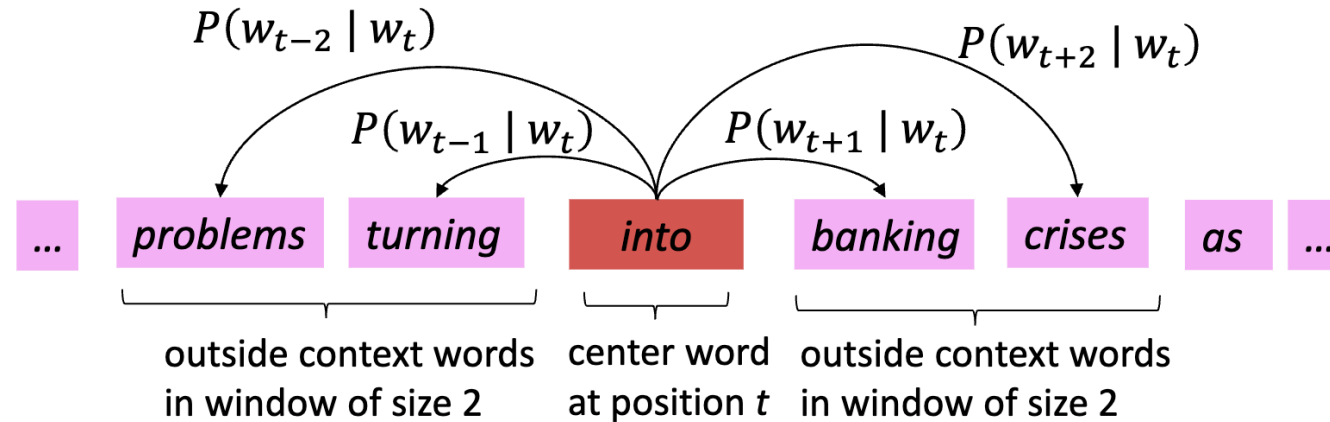 P(w_{t−2} | w_t)
P(w_{t+2} | w_t)
P(w_{t−1} | w_t)
P(w_{t+1} | w_t)
... problems turning into banking crises as ...
outside context words
in window of size 2
center word
at position t
outside context words
in window of size 2